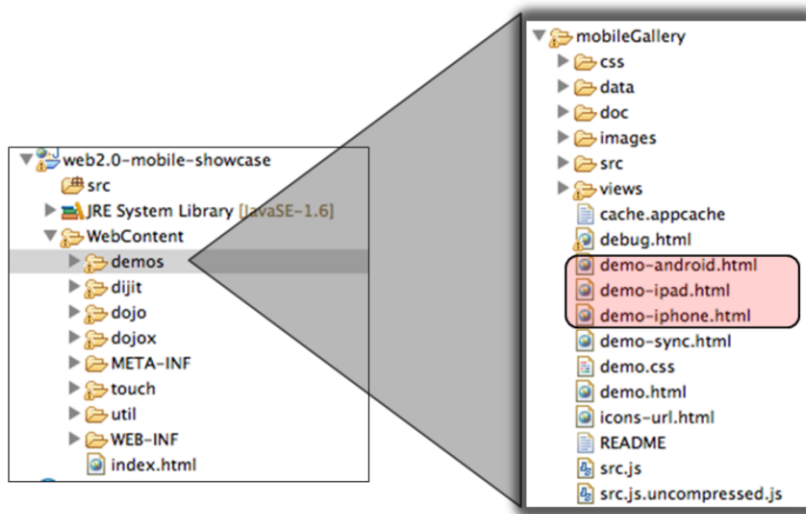 web2.0-mobile-showcase
src
JRE System Library [JavaSE-1.6]
WebContent
demos
dijit
dojo
dojox
META-INF
touch
util
WEB-INF
index.html
mobileGallery
css
data
doc
images
src
views
cache.appcache
debug.html
demo-android.html
demo-ipad.html
demo-iphone.html
demo-sync.html
demo.css
demo.html
icons-url.html
README
src.js
src.js.uncompressed.js